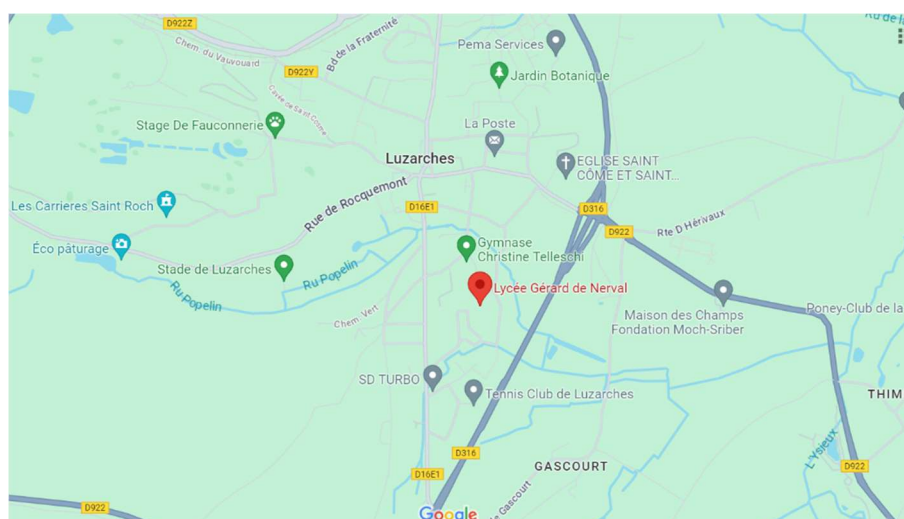 D922Z
Chem. du Vauvouard
Bd de la Fraternité
D922Y
Pema Services
Jardin Botanique
Stage De Fauconnerie
La Poste
Luzarches
EGLISE SAINT
CÔME ET SAINT...
Rue de Rocquemont
Les Carrieres Saint Roch
D16E1
D316
D922
Rte D Hérivaux
Éco pâturage
Stade de Luzarches
Gymnase
Christine Telleschi
Ru Popelin
Ru Popelin
Lycée Gérard de Nerval
Chem. Vert
Maison des Champs
Fondation Moch-Sriber
Poney-Club de la
SD TURBO
Tennis Club de Luzarches
THIM
D316
GASCOURT
L'Ysieux
D922
D16E1
de Gascourt
D922
Google